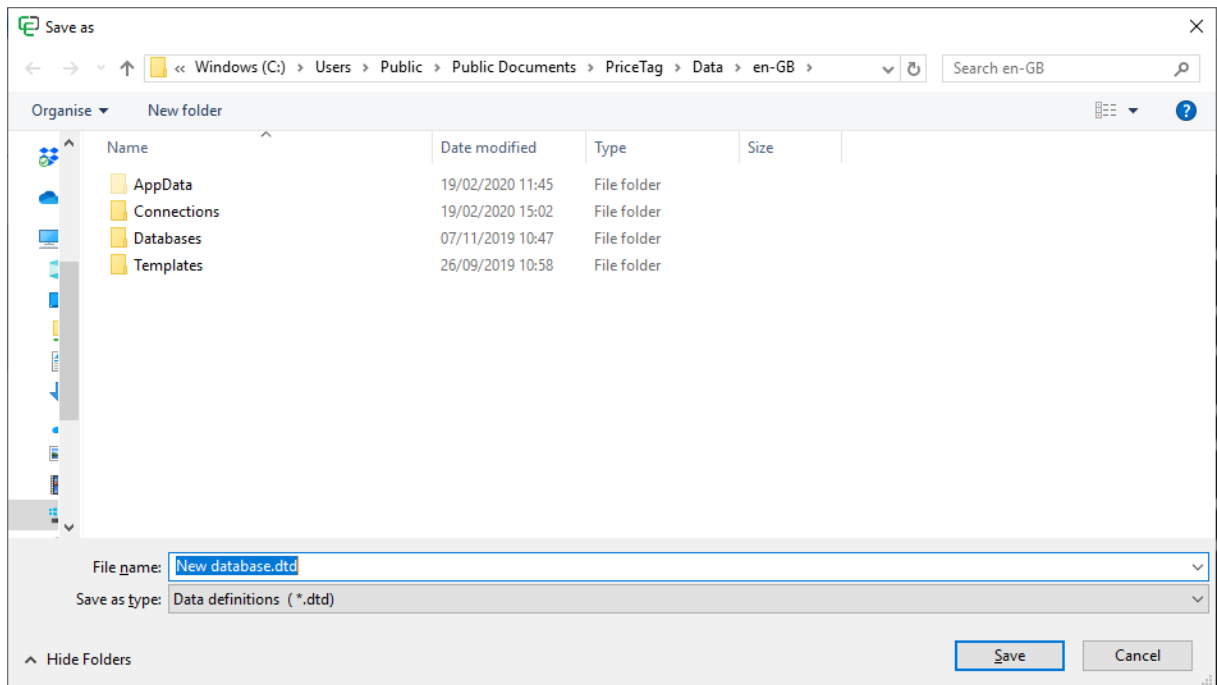 Save as
« Windows (C:) › Users › Public › Public Documents › PriceTag › Data › en-GB › Search en-GB
Organise New folder
Name Date modified Type Size
AppData 19/02/2020 11:45 File folder
Connections 19/02/2020 15:02 File folder
Databases 07/11/2019 10:47 File folder
Templates 26/09/2019 10:58 File folder
File name: New database.dtd
Save as type: Data definitions ( *.dtd)
Hide Folders Save Cancel